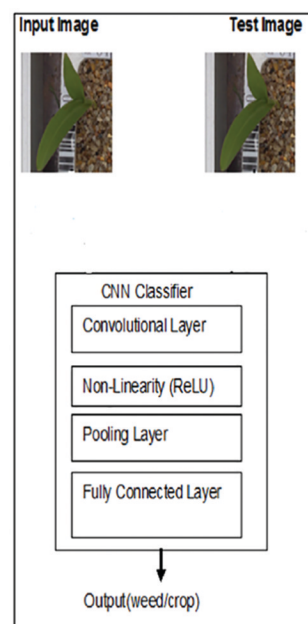 Input Image
Test Image
CNN Classifier
Convolutional Layer
Non-Linearity (ReLU)
Pooling Layer
Fully Connected Layer
Output(weed/crop)